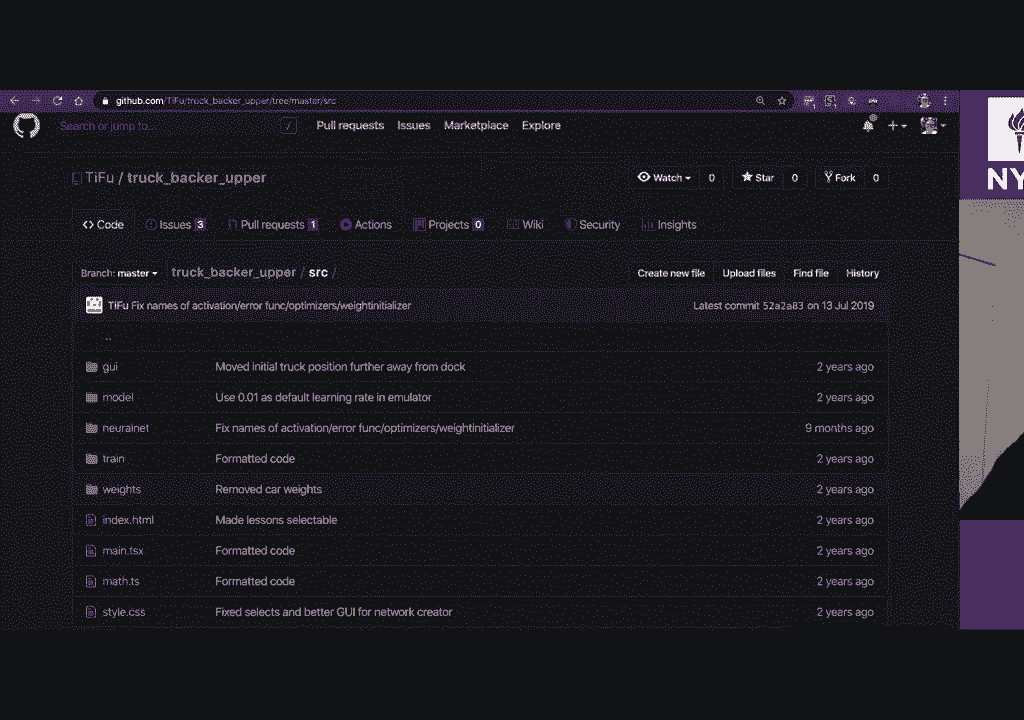 github.com/TiFu/truck_backer_upper/tree/master/src
Search or jump to... / Pull requests Issues Marketplace Explore
TiFu / truck_backer_upper Watch 0 Star 0 Fork 0
Code Issues 3 Pull requests 1 Actions Projects 0 Wiki Security Insights
Branch: master truck_backer_upper / src / Create new file Upload files Find file History
TiFu Fix names of activation/error func/optimizers/weightinitializer Latest commit 52a2a83 on 13 Jul 2019
..
gui Moved initial truck position further away from dock 2 years ago
model Use 0.01 as default learning rate in emulator 2 years ago
neuralnet Fix names of activation/error func/optimizers/weightinitializer 9 months ago
train Formatted code 2 years ago
weights Removed car weights 2 years ago
index.html Made lessons selectable 2 years ago
main.tsx Formatted code 2 years ago
math.ts Formatted code 2 years ago
style.css Fixed selects and better GUI for network creator 2 years ago
NY